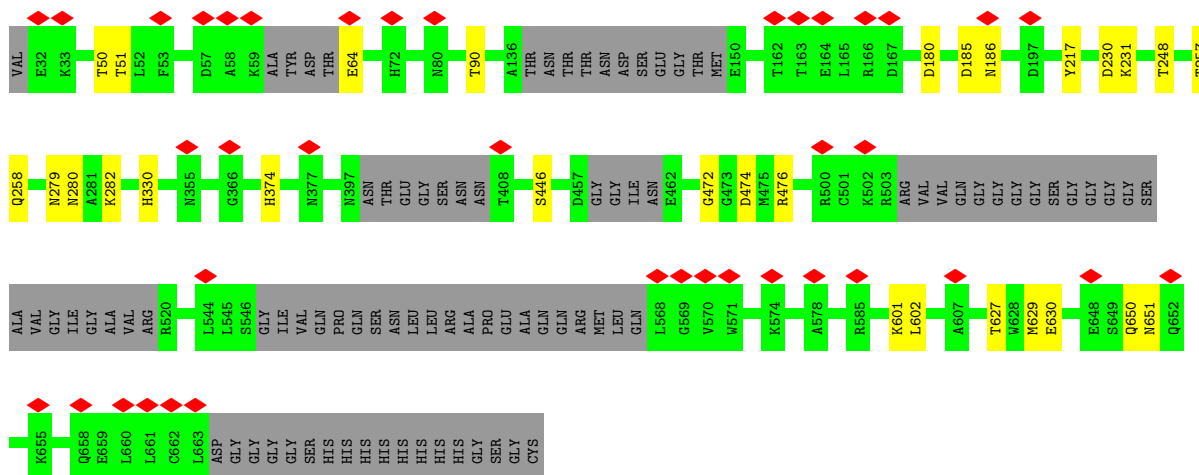 VAL E32 K33 T50 T51 L52 F53 D57 A58 K59 ALA TYR ASP THR E64 H72 N80 T90 A136 THR ASN THR THR ASN ASP SER GLU GLY THR MET E150 T162 T163 E164 L165 R166 D167 D180 D185 N186 D197 Y217 D230 K231 T248
Q258 N279 N280 A281 K282 H330 N355 G366 H374 N377 N397 ASN THR GLU GLY SER ASN ASN T408 S446 D457 GLY GLY ILE ASN E462 G472 G473 D474 M475 R476 R500 C501 K502 R503 ARG VAL VAL GLN GLY GLY GLY GLY SER GLY GLY GLY GLY SER
ALA VAL GLY ILE GLY ALA VAL ARG R520 L544 L545 S546 GLY ILE VAL GLN PRO GLN SER ASN LEU LEU ARG ALA PRO GLU ALA GLN GLN ARG MET LEU GLN L568 G569 V570 W571 K574 A578 R585 K601 L602 A607 T627 W628 M629 E630 E648 S649 Q650 N651 Q652
K655 Q658 E659 L660 L661 C662 L663 ASP GLY GLY GLY GLY SER HIS HIS HIS HIS HIS HIS HIS HIS GLY SER GLY CYS